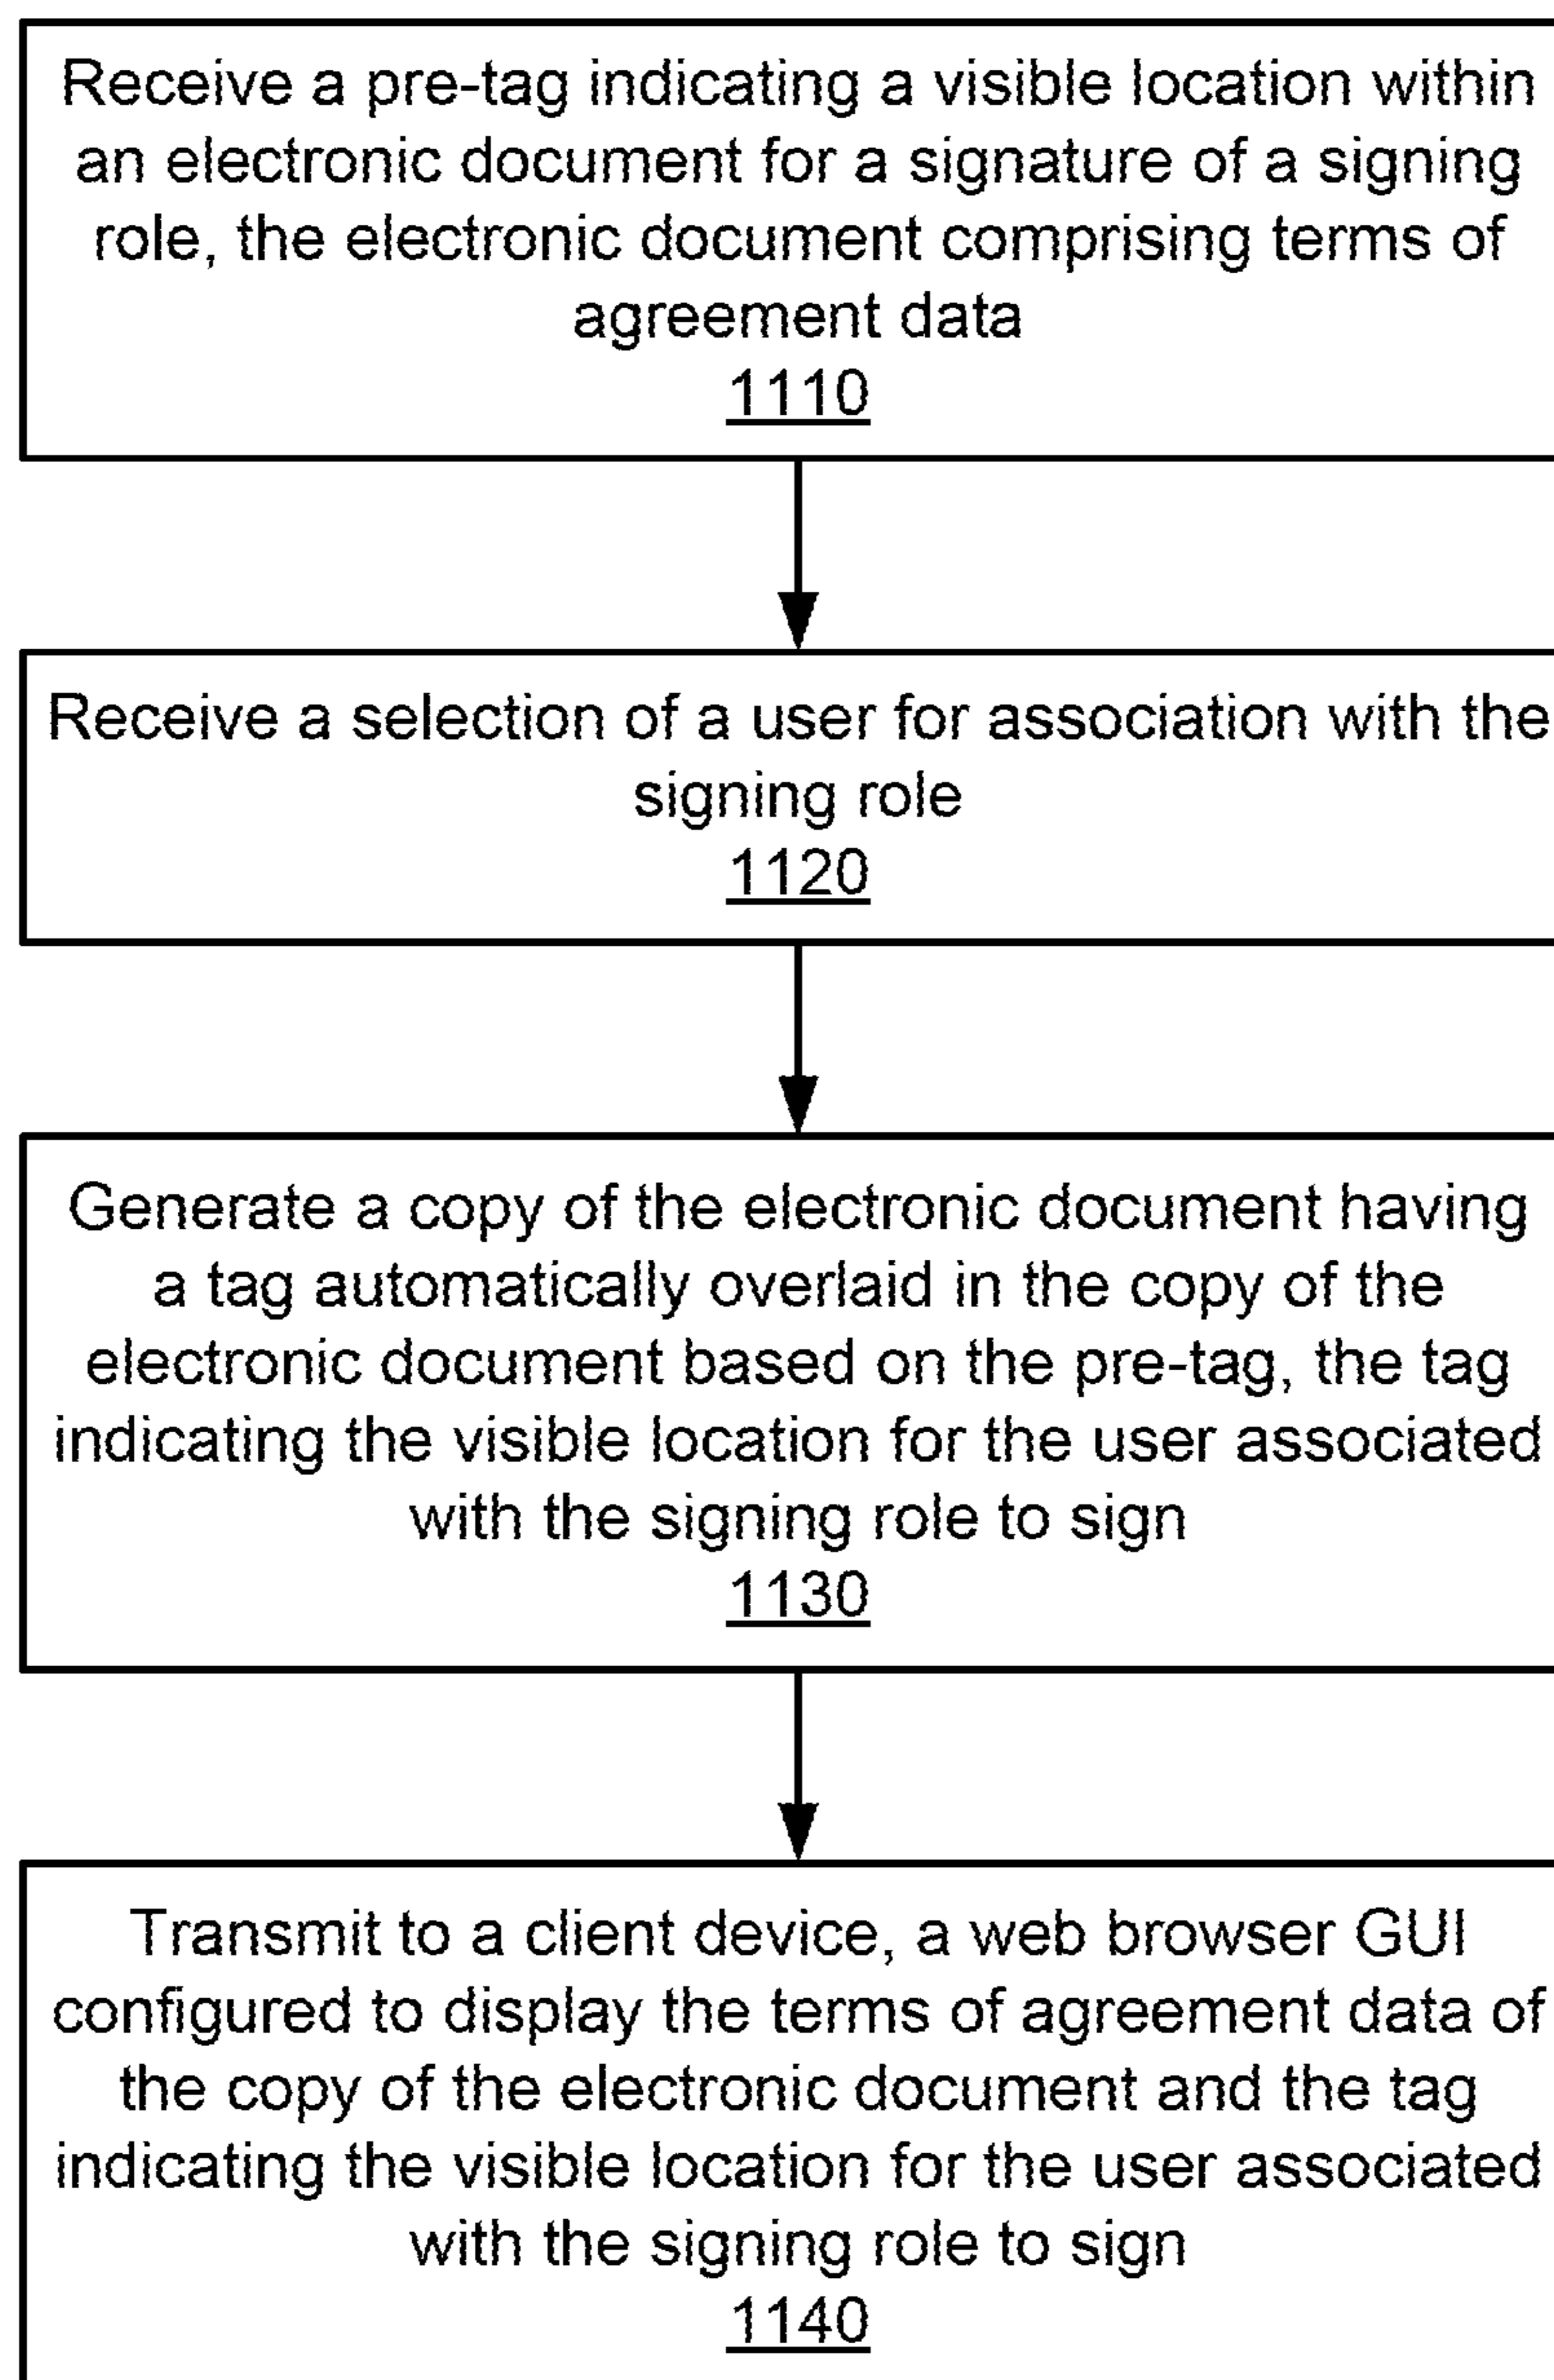 Receive a pre-tag indicating a visible location within
an electronic document for a signature of a signing
role, the electronic document comprising terms of
agreement data
1110
Receive a selection of a user for association with the
signing role
1120
Generate a copy of the electronic document having
a tag automatically overlaid in the copy of the
electronic document based on the pre-tag, the tag
indicating the visible location for the user associated
with the signing role to sign
1130
Transmit to a client device, a web browser GUI
configured to display the terms of agreement data of
the copy of the electronic document and the tag
indicating the visible location for the user associated
with the signing role to sign
1140